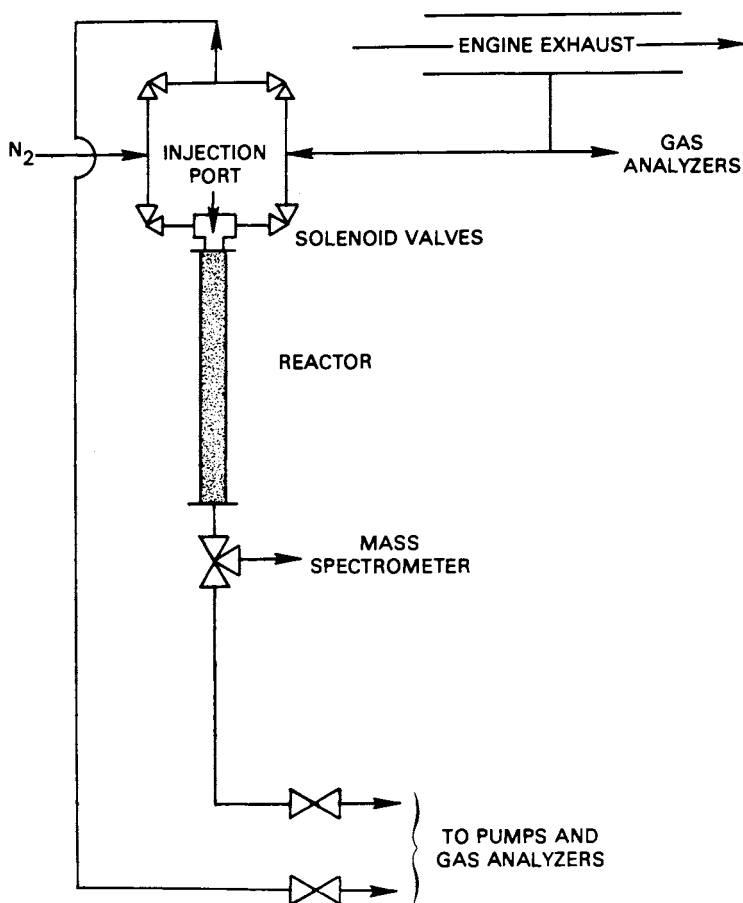 ENGINE EXHAUST
N2
INJECTION
PORT
GAS
ANALYZERS
SOLENOID VALVES
REACTOR
MASS
SPECTROMETER
TO PUMPS AND
GAS ANALYZERS